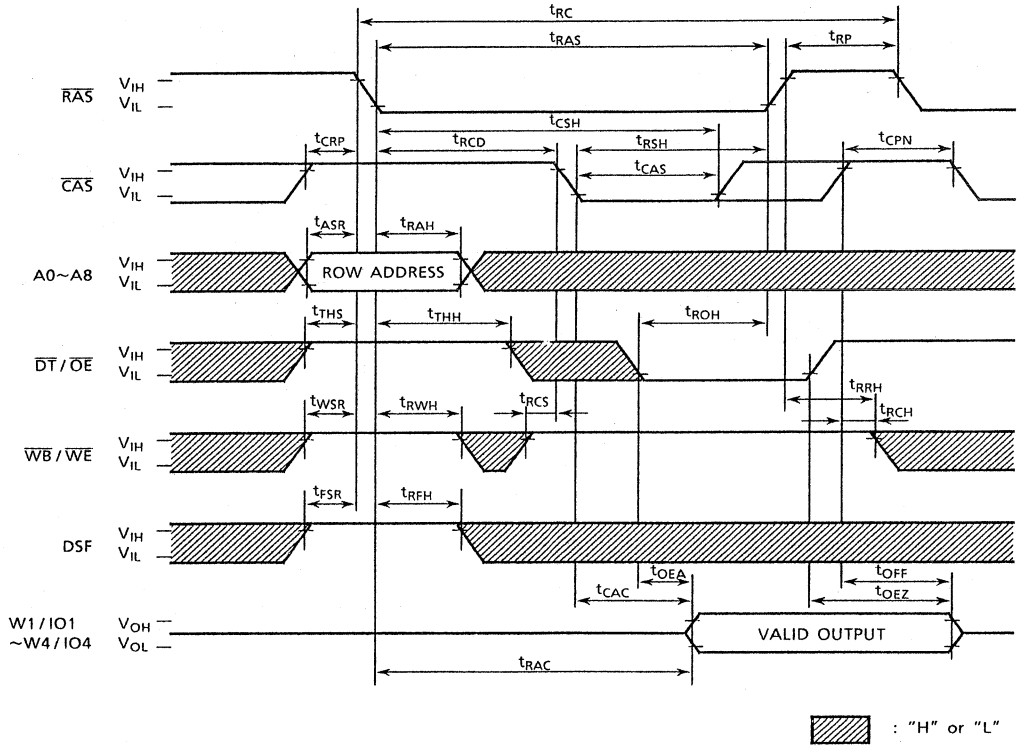 tRC
tRAS
tRP
RAS
VIH
VIL
tCSH
tCRP
tRCD
tRSH
tCPN
tCAS
CAS
VIH
VIL
tASR
tRAH
A0~A8
VIH
VIL
ROW ADDRESS
tTHS
tTHH
tROH
DT/OE
VIH
VIL
tRRH
tWSR
tRWH
tRCS
tRCH
WB/WE
VIH
VIL
tFSR
tRFH
DSF
VIH
VIL
tOEA
tOFF
tCAC
tOEZ
W1/IO1
~W4/IO4
VOH
VOL
VALID OUTPUT
tRAC
: "H" or "L"